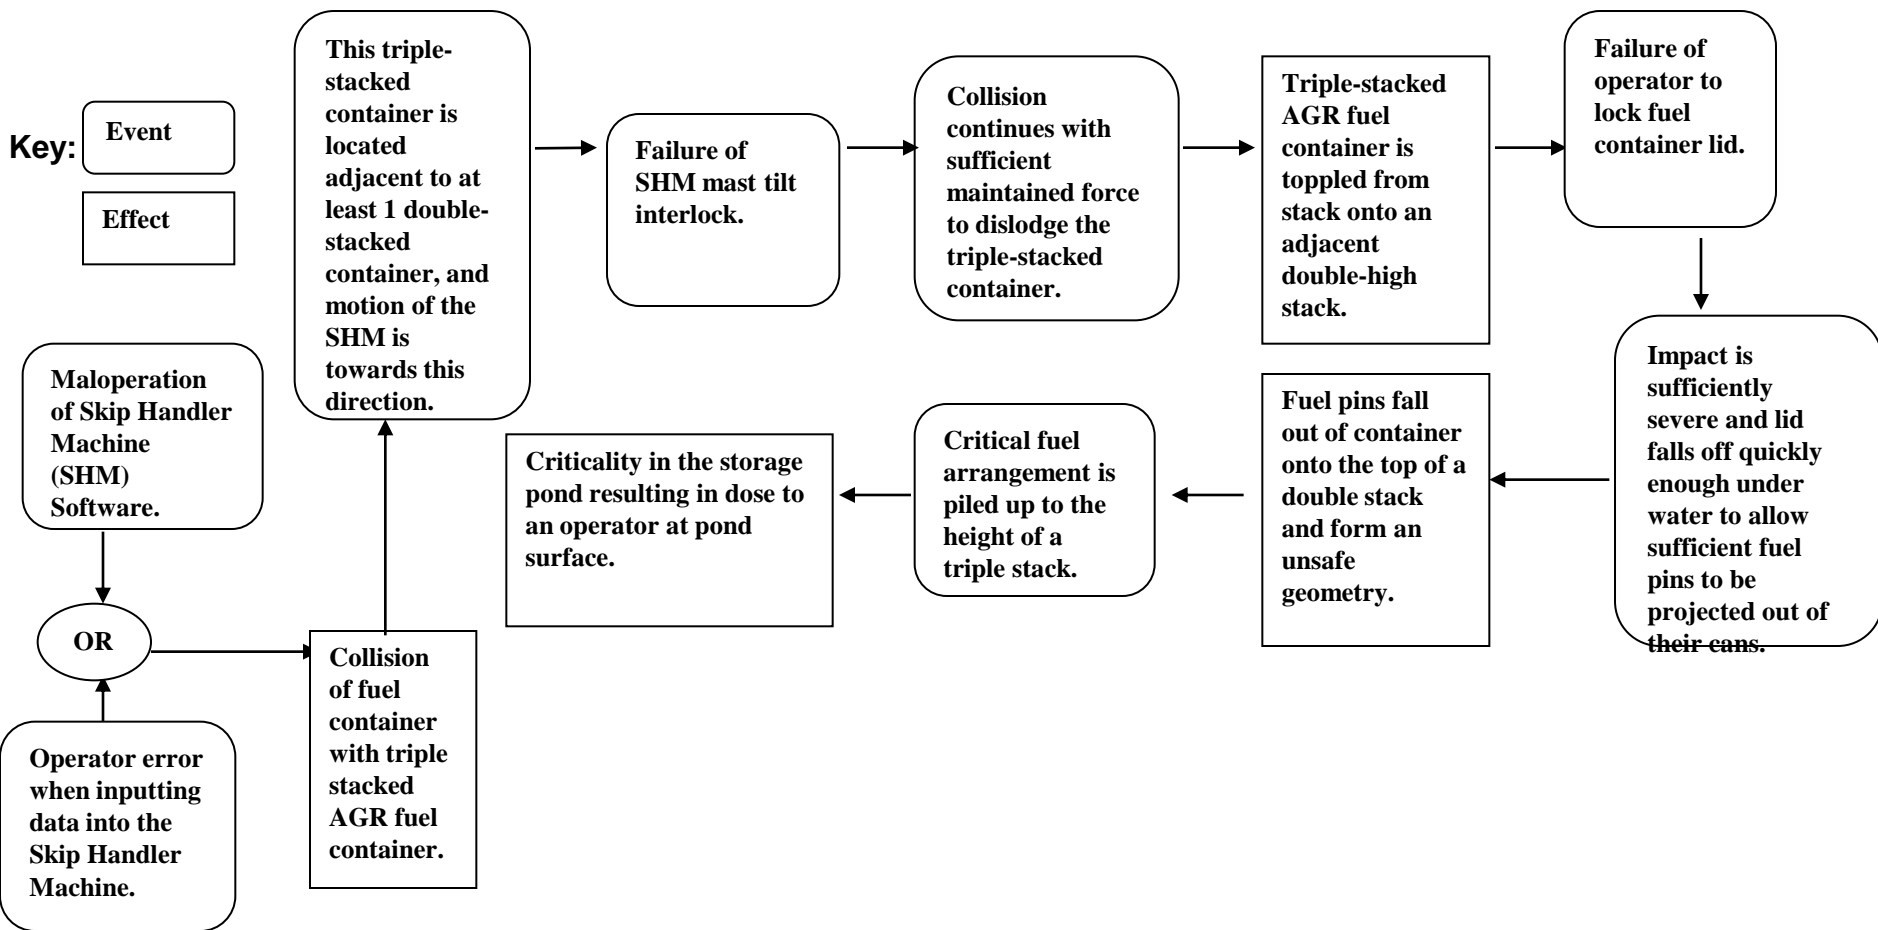 Key:
Event
Effect
Maloperation
of Skip Handler
Machine
(SHM)
Software.
OR
Operator error
when inputting
data into the
Skip Handler
Machine.
Collision
of fuel
container
with triple
stacked
AGR fuel
container.
This triple-
stacked
container is
located
adjacent to at
least 1 double-
stacked
container, and
motion of the
SHM is
towards this
direction.
Failure of
SHM mast tilt
interlock.
Collision
continues with
sufficient
maintained force
to dislodge the
triple-stacked
container.
Triple-stacked
AGR fuel
container is
toppled from
stack onto an
adjacent
double-high
stack.
Failure of
operator to
lock fuel
container lid.
Impact is
sufficiently
severe and lid
falls off quickly
enough under
water to allow
sufficient fuel
pins to be
projected out of
their cans.
Fuel pins fall
out of container
onto the top of a
double stack
and form an
unsafe
geometry.
Critical fuel
arrangement is
piled up to the
height of a
triple stack.
Criticality in the storage
pond resulting in dose to
an operator at pond
surface.